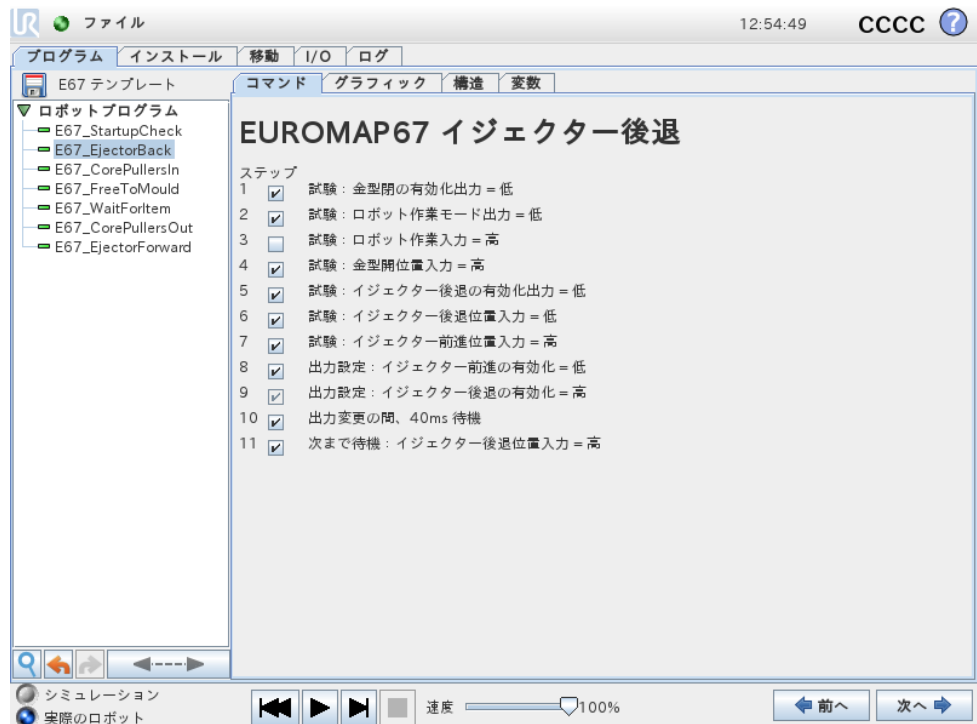 UR ファイル 12:54:49 CCCC ?
プログラム インストール 移動 I/O ログ
E67 テンプレート
コマンド グラフィック 構造 変数
ロボットプログラム
E67_StartupCheck
E67_EjectorBack
E67_CorePullersIn
E67_FreeToMould
E67_WaitForItem
E67_CorePullersOut
E67_EjectorForward
EUROMAP67 イジェクター後退
ステップ
1 試験：金型閉の有効化出力 = 低
2 試験：ロボット作業モード出力 = 低
3 試験：ロボット作業入力 = 高
4 試験：金型開位置入力 = 高
5 試験：イジェクター後退の有効化出力 = 低
6 試験：イジェクター後退位置入力 = 低
7 試験：イジェクター前進位置入力 = 高
8 出力設定：イジェクター前進の有効化 = 低
9 出力設定：イジェクター後退の有効化 = 高
10 出力変更の間、40ms 待機
11 次まで待機：イジェクター後退位置入力 = 高
シミュレーション
実際のロボット
速度 100%
前へ 次へ